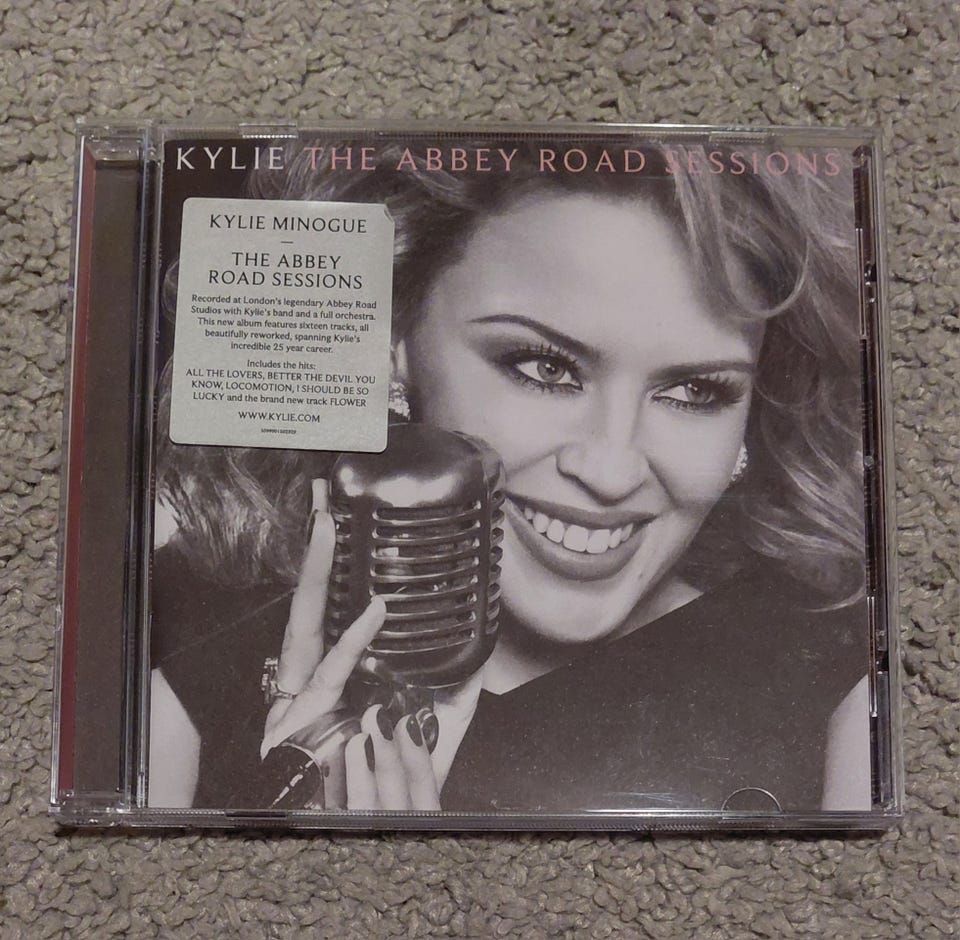 KYLIE THE ABBEY ROAD SESSIONS
KYLIE MINOGUE
—
THE ABBEY
ROAD SESSIONS
Recorded at London's legendary Abbey Road
Studios with Kylie's band and a full orchestra.
This new album features sixteen tracks, all
beautifully reworked, spanning Kylie's
incredible 25 year career.
Includes the hits:
ALL THE LOVERS, BETTER THE DEVIL YOU
KNOW, LOCOMOTION, I SHOULD BE SO
LUCKY and the brand new track FLOWER
WWW.KYLIE.COM